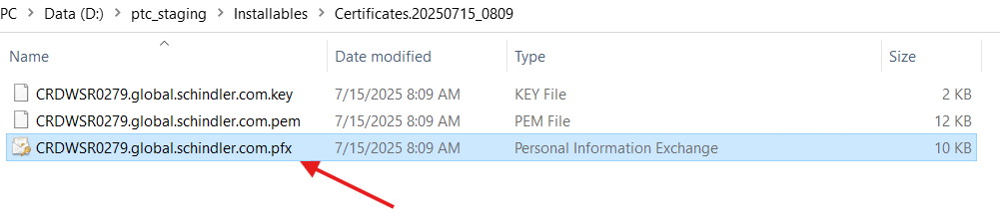 PC > Data (D:) > ptc_staging > Installables > Certificates.20250715_0809
Name Date modified Type Size
CRDWSR0279.global.schindler.com.key 7/15/2025 8:09 AM KEY File 2 KB
CRDWSR0279.global.schindler.com.pem 7/15/2025 8:09 AM PEM File 12 KB
CRDWSR0279.global.schindler.com.pfx 7/15/2025 8:09 AM Personal Information Exchange 10 KB